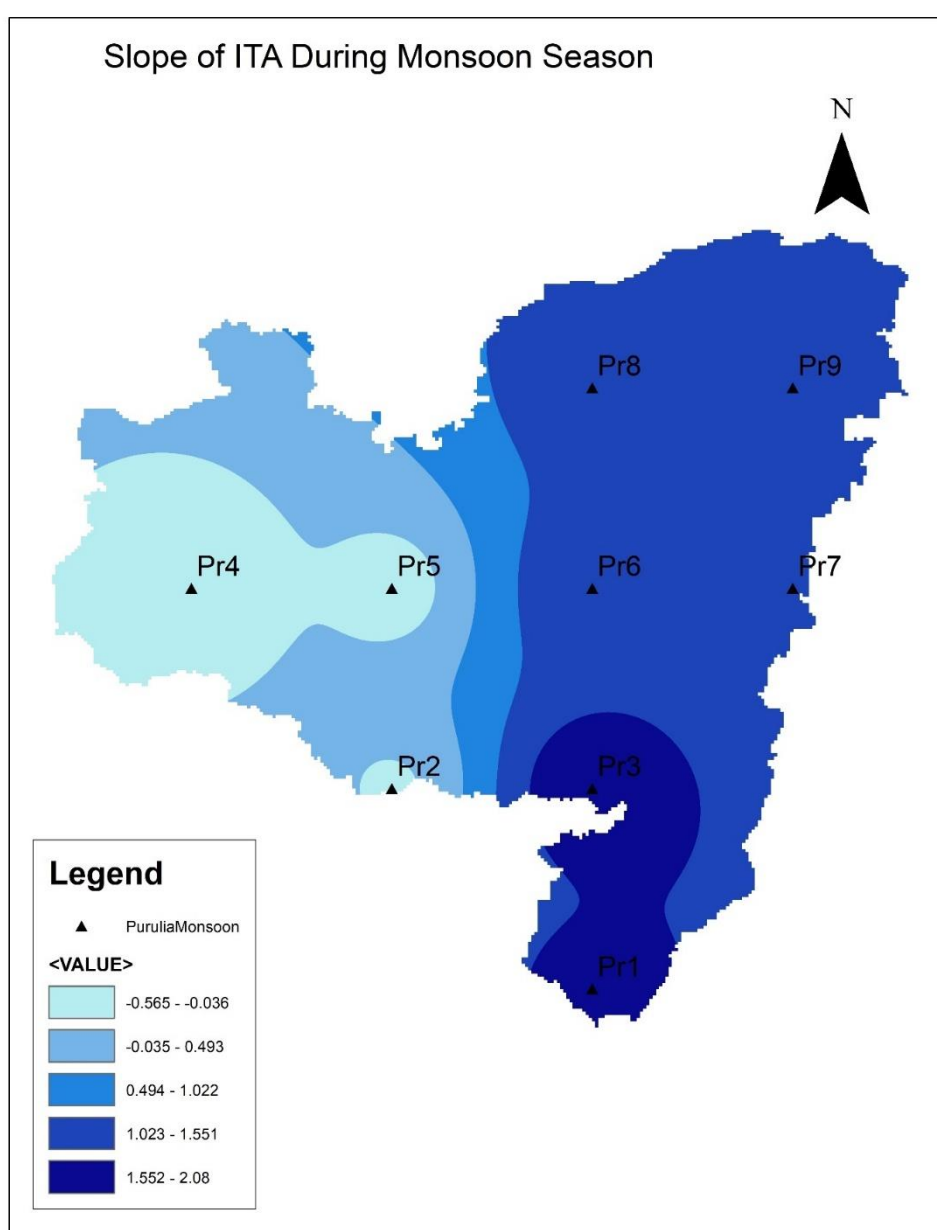 Slope of ITA During Monsoon Season
N
Pr8
Pr9
Pr4
Pr5
Pr6
Pr7
Pr2
Pr3
Pr1
Legend
PuruliaMonsoon
<VALUE>
-0.565 - -0.036
-0.035 - 0.493
0.494 - 1.022
1.023 - 1.551
1.552 - 2.08